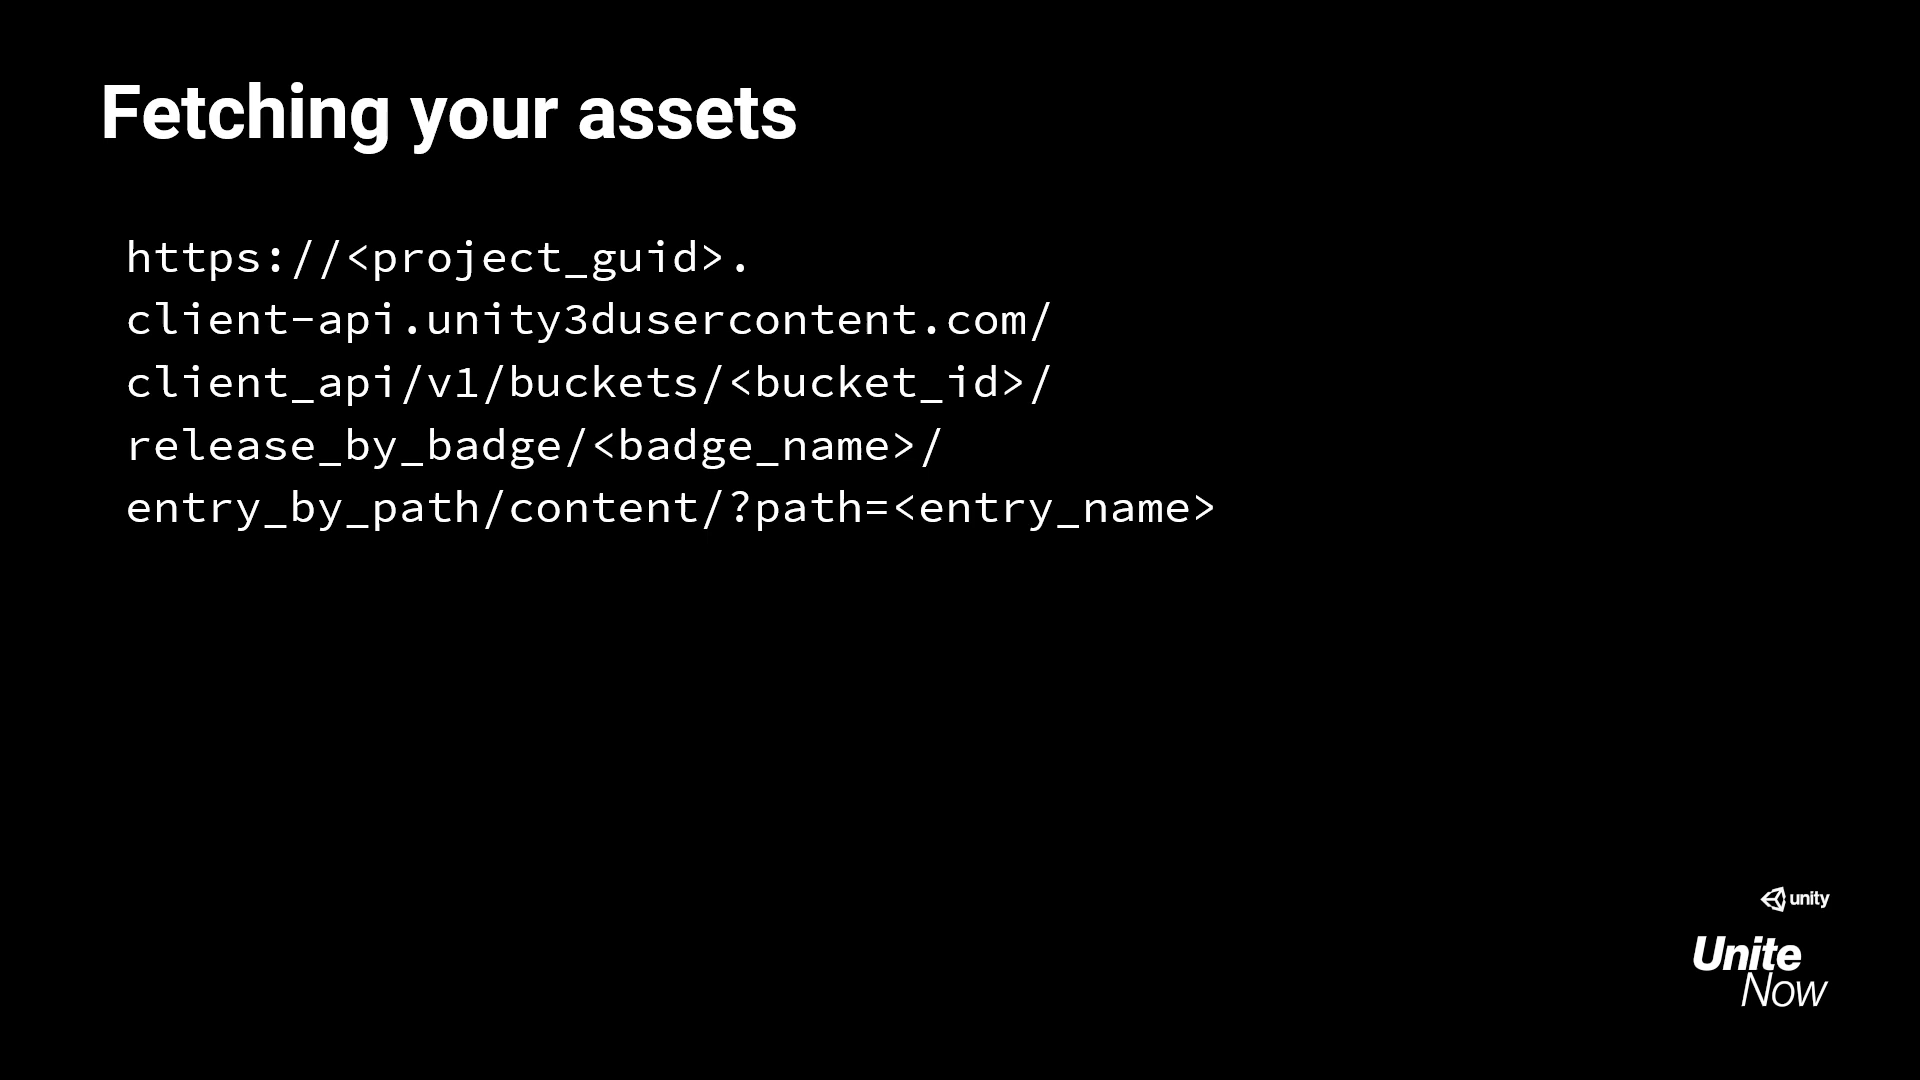 Fetching your assets
https://<project_guid>.
client-api.unity3dusercontent.com/
client_api/v1/buckets/<bucket_id>/
release_by_badge/<badge_name>/
entry_by_path/content/?path=<entry_name>
unity
Unite
Now